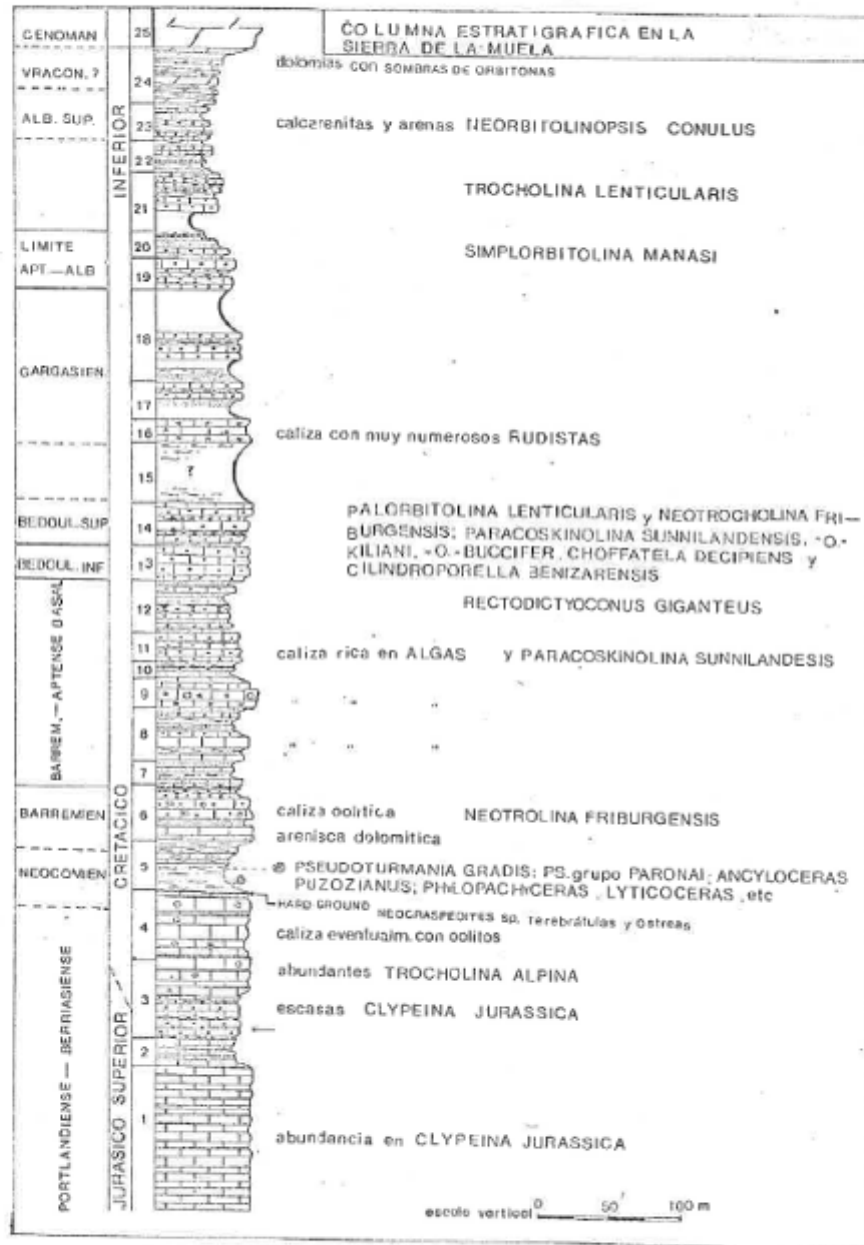 COLUMNA ESTRATIGRAFICA EN LA
SIERRA DE LA MUELA
CENOMAN
25
dolomias con SOMBRAS DE ORBITONAS
VRACON. ?
24
ALB. SUP.
23
calcarenitas y arenas NEORBITOLINOPSIS CONULUS
INFERIOR
22
TROCHOLINA LENTICULARIS
21
LIMITE
APT.—ALB
20
SIMPLORBITOLINA MANASI
19
18
GARGASIEN.
17
16
caliza con muy numerosos RUDISTAS
15
?
BEDOUL.SUP.
14
PALORBITOLINA LENTICULARIS y NEOTROCHOLINA FRI—
BURGENSIS; PARACOSKINOLINA SUNNILANDENSIS, «O.»
KILIANI, «O.» BUCCIFER, CHOFFATELA DECIPIENS y
CILINDROPORELLA BENIZARENSIS
BEDOUL. INF
13
BARREM.—APTENSE BASAL
12
RECTODICTYOCONUS GIGANTEUS
11
caliza rica en ALGAS y PARACOSKINOLINA SUNNILANDESIS
10
9
" " "
8
" " "
7
CRETACICO
BARREMIEN
6
caliza oolitica NEOTROLINA FRIBURGENSIS
arenisca dolomitica
NEOCOMIEN
5
PSEUDOTURMANIA GRADIS; PS. grupo PARONAI; ANCYLOCERAS
PUZOZIANUS; PHILOPACHYCERAS, LYTICOCERAS, etc
HARD GROUND
NEOCRASPEDITES sp. Terebrátulas y Ostreas
4
caliza eventualm. con oolitos
abundantes TROCHOLINA ALPINA
3
escasas CLYPEINA JURASSICA
2
PORTLANDIENSE — BERRIASIENSE
JURASICO SUPERIOR
1
abundancia en CLYPEINA JURASSICA
escala vertical 0 50 100 m